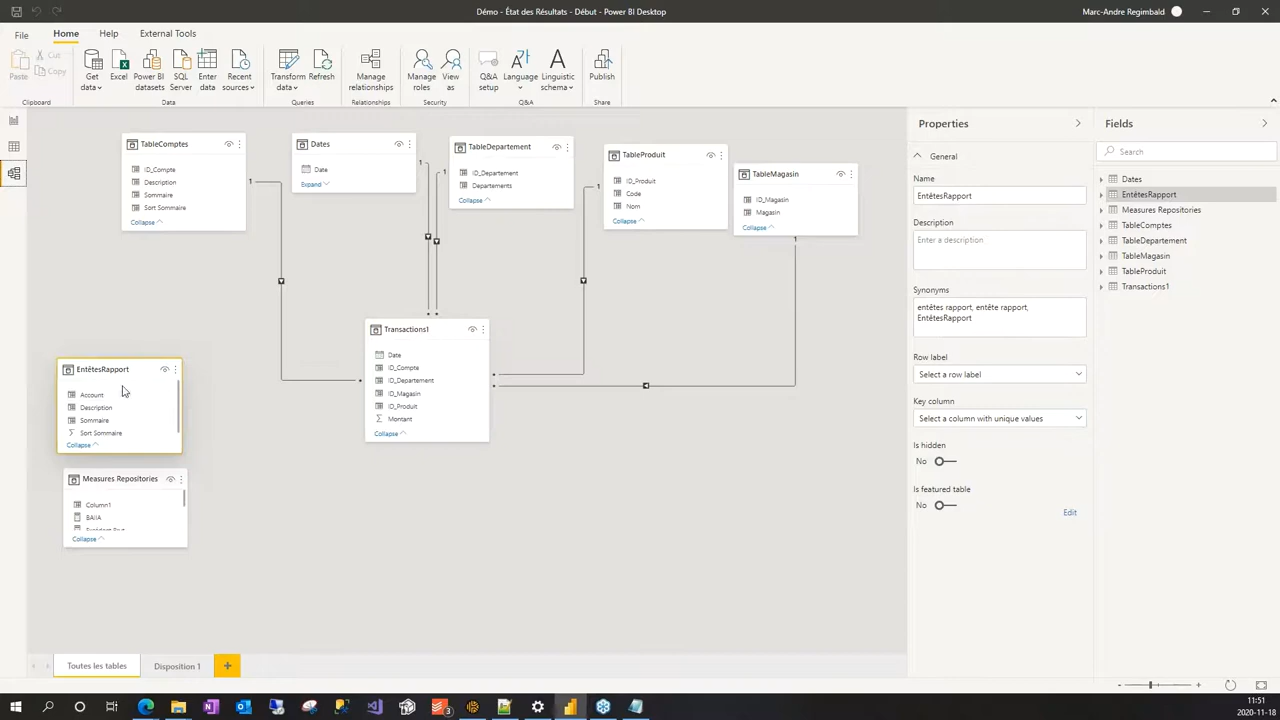 Démo - État des Résultats - Début - Power BI Desktop
Marc-Andre Regimbald
File
Home
Help
External Tools
Paste
Cut
Copy
Get data
Excel
Power BI datasets
SQL Server
Enter data
Recent sources
Transform data
Refresh
Manage relationships
Manage roles
View as
Q&A setup
Language
Linguistic schema
Publish
Clipboard
Data
Queries
Relationships
Security
Q&A
Share
TableComptes
ID_Compte
Description
Sommaire
Sort Sommaire
Collapse
Dates
Date
Expand
TableDepartement
ID_Departement
Departements
Collapse
TableProduit
ID_Produit
Code
Nom
Collapse
TableMagasin
ID_Magasin
Magasin
Collapse
1
1
1
1
1
Transactions1
Date
ID_Compte
ID_Departement
ID_Magasin
ID_Produit
Montant
Collapse
EntêtesRapport
Account
Description
Sommaire
Sort Sommaire
Collapse
Measures Repositories
Column1
BAIIA
Collapse
Properties
General
Name
EntêtesRapport
Description
Enter a description
Synonyms
entêtes rapport, entête rapport,
EntêtesRapport
Row label
Select a row label
Key column
Select a column with unique values
Is hidden
No
Is featured table
No
Edit
Fields
Search
Dates
EntêtesRapport
Measures Repositories
TableComptes
TableDepartement
TableMagasin
TableProduit
Transactions1
Toutes les tables
Disposition 1
11:51
2020-11-18